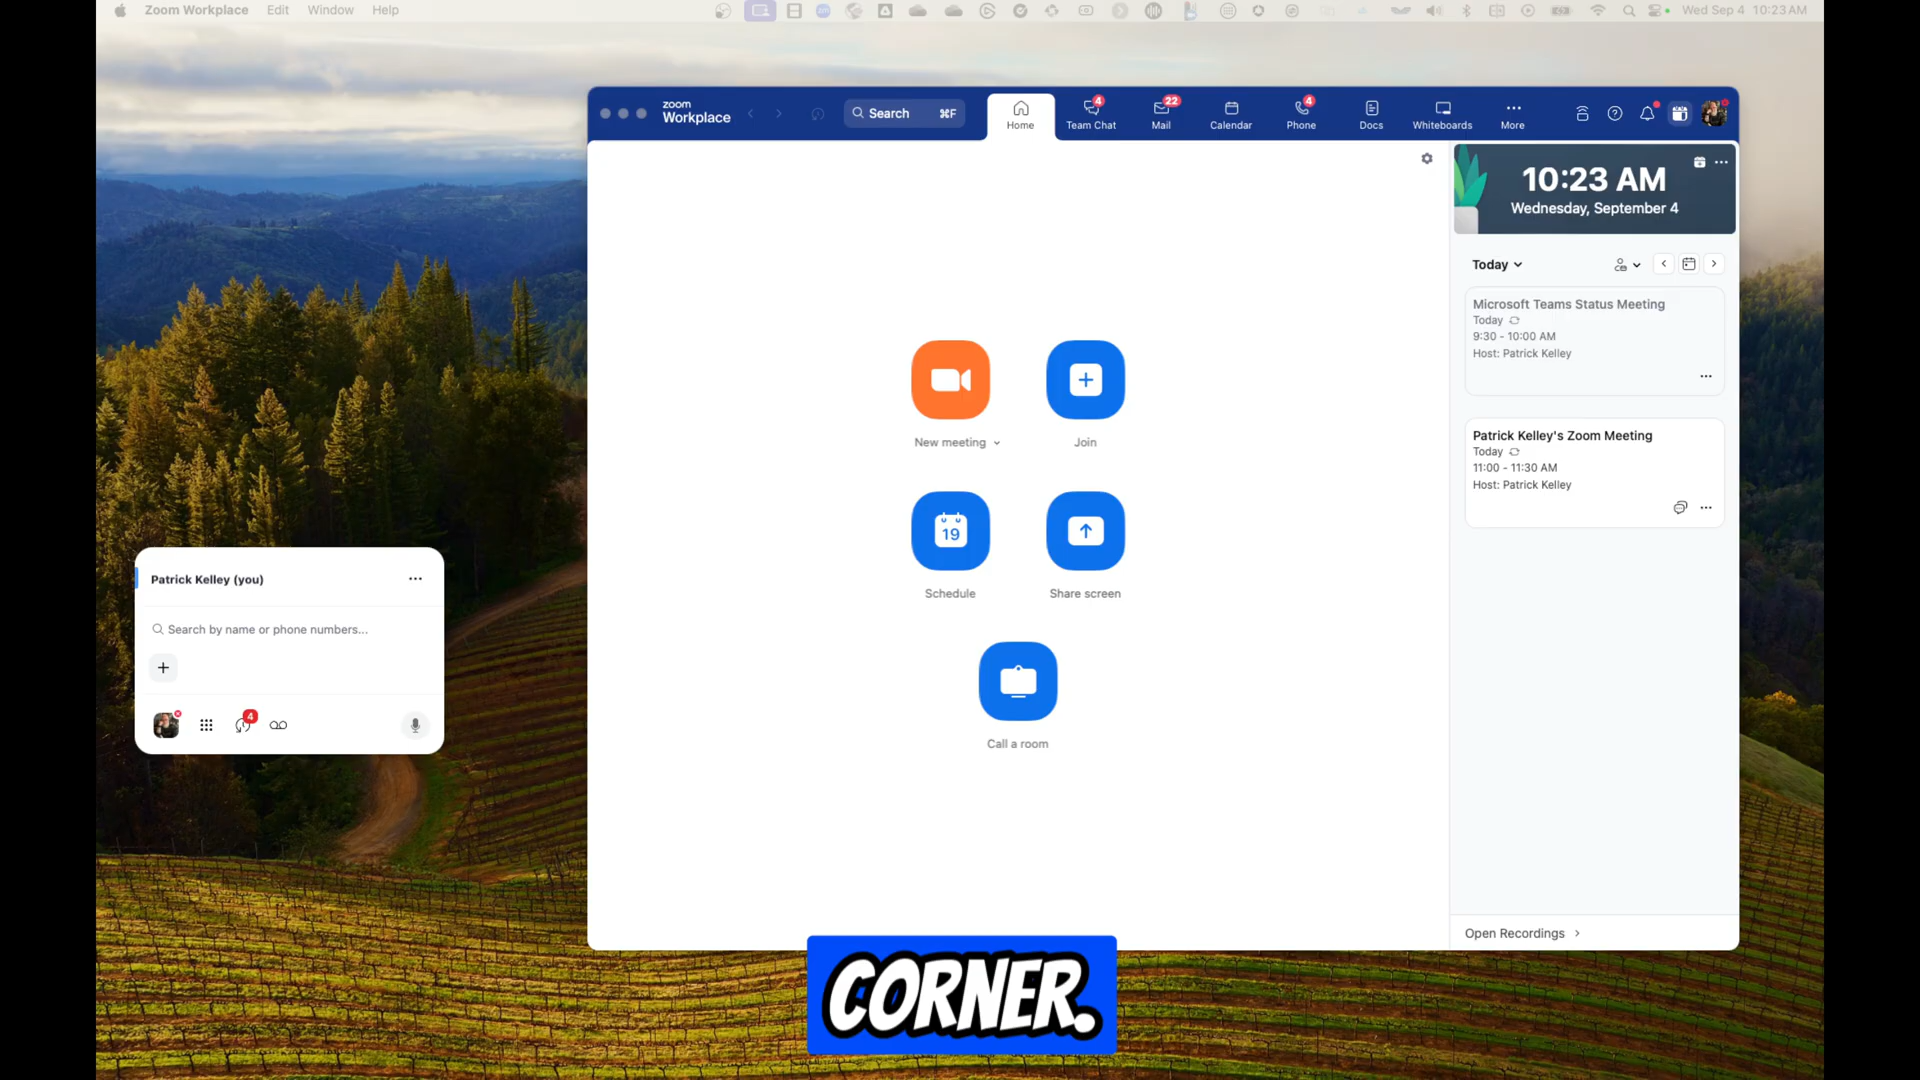 Zoom Workplace Edit Window Help Wed Sep 4 10:23 AM
zoom
Workplace
Search ⌘F
Home
4
Team Chat
22
Mail
Calendar
4
Phone
Docs
Whiteboards
More
10:23 AM
Wednesday, September 4
Today
Microsoft Teams Status Meeting
Today
9:30 - 10:00 AM
Host: Patrick Kelley
Patrick Kelley's Zoom Meeting
Today
11:00 - 11:30 AM
Host: Patrick Kelley
Open Recordings
New meeting
Join
19
Schedule
Share screen
Call a room
Patrick Kelley (you)
Search by name or phone numbers...
4
CORNER.